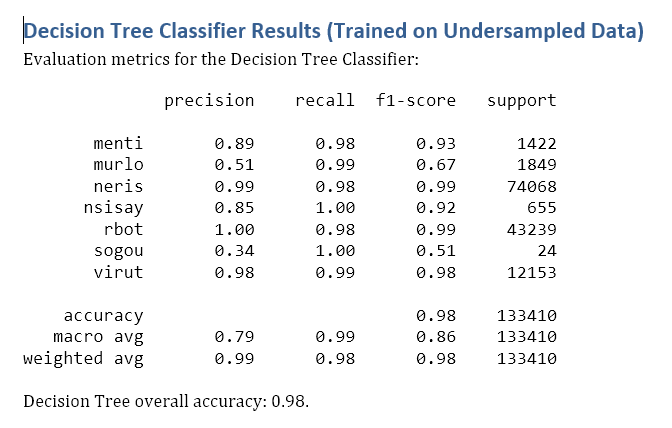 Decision Tree Classifier Results (Trained on Undersampled Data)
Evaluation metrics for the Decision Tree Classifier:
precision recall f1-score support
menti 0.89 0.98 0.93 1422
murlo 0.51 0.99 0.67 1849
neris 0.99 0.98 0.99 74068
nsisay 0.85 1.00 0.92 655
rbot 1.00 0.98 0.99 43239
sogou 0.34 1.00 0.51 24
virut 0.98 0.99 0.98 12153
accuracy 0.98 133410
macro avg 0.79 0.99 0.86 133410
weighted avg 0.99 0.98 0.98 133410
Decision Tree overall accuracy: 0.98.